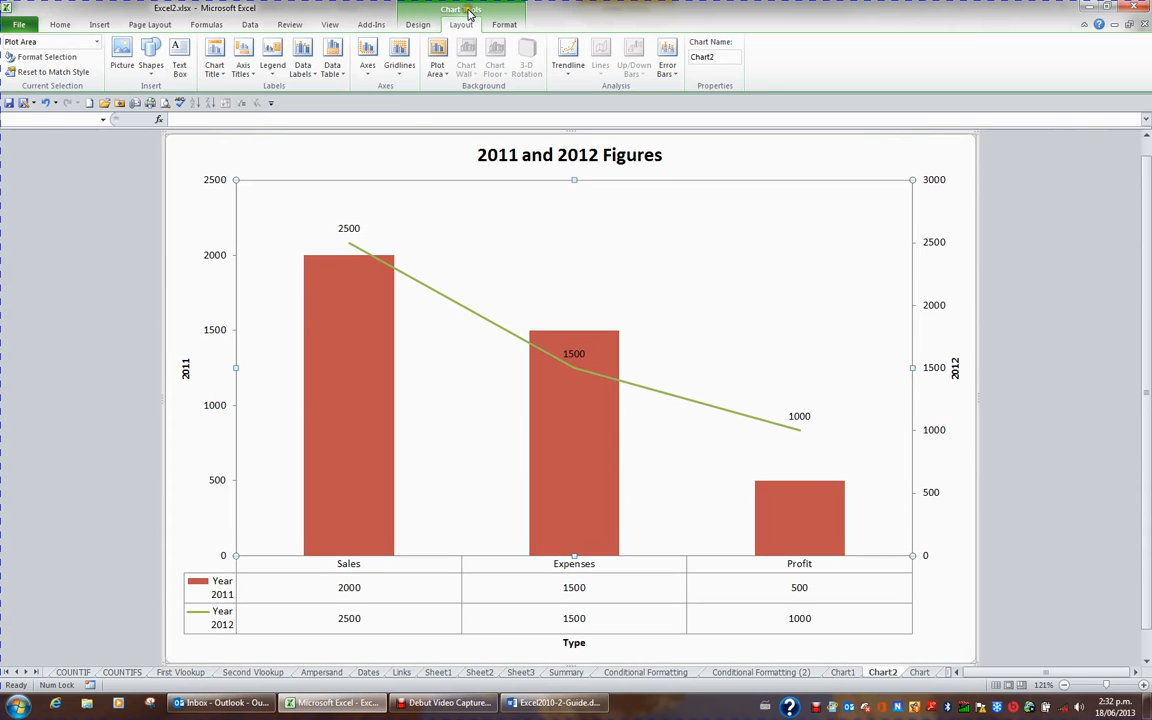 Excel2.xlsx - Microsoft Excel
Chart Tools
File Home Insert Page Layout Formulas Data Review View Add-Ins Design Layout Format
Plot Area
Format Selection
Reset to Match Style
Current Selection
Picture Shapes Text Box
Insert
Chart Title Axis Titles Legend Data Labels Data Table
Labels
Axes Gridlines
Axes
Plot Area Chart Wall Chart Floor 3-D Rotation
Background
Trendline Lines Up/Down Bars Error Bars
Analysis
Chart Name:
Chart2
Properties
fx
2011 and 2012 Figures
2500 3000
2500
2500
2000
2000
1500
1500
1500
2011
2012
1000
1000
1000
500
500
0 0
Sales Expenses Profit
Year 2011 2000 1500 500
Year 2012 2500 1500 1000
Type
COUNTIF COUNTIFS First Vlookup Second Vlookup Ampersand Dates Links Sheet1 Sheet2 Sheet3 Summary Conditional Formatting Conditional Formatting (2) Chart1 Chart2 Chart
Ready Num Lock 121%
Inbox - Outlook - Ou... Microsoft Excel - Exc... Debut Video Captur... Excel2010-2-Guide.d...
2:32 p.m.
18/06/2013